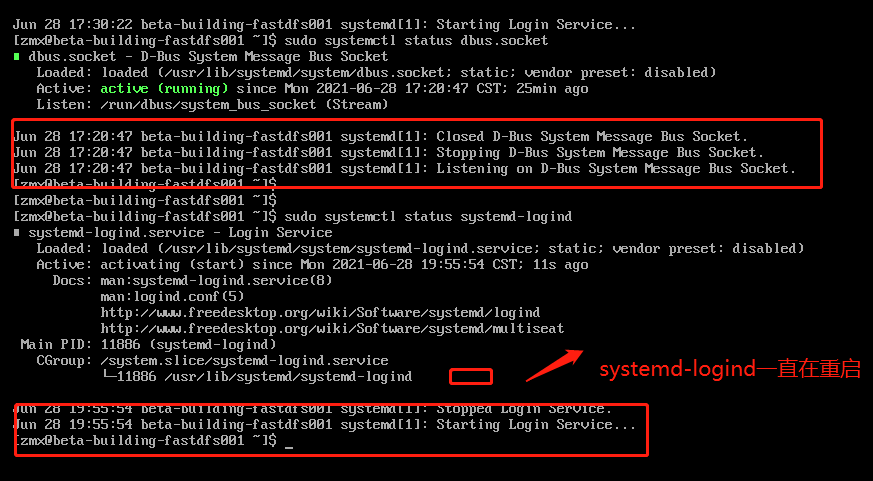 Jun 28 17:30:22 beta-building-fastdfs001 systemd[1]: Starting Login Service...
[zmx@beta-building-fastdfs001 ~]$ sudo systemctl status dbus.socket
dbus.socket - D-Bus System Message Bus Socket
Loaded: loaded (/usr/lib/systemd/system/dbus.socket; static; vendor preset: disabled)
Active: active (running) since Mon 2021-06-28 17:20:47 CST; 25min ago
Listen: /run/dbus/system_bus_socket (Stream)
Jun 28 17:20:47 beta-building-fastdfs001 systemd[1]: Closed D-Bus System Message Bus Socket.
Jun 28 17:20:47 beta-building-fastdfs001 systemd[1]: Stopping D-Bus System Message Bus Socket.
Jun 28 17:20:47 beta-building-fastdfs001 systemd[1]: Listening on D-Bus System Message Bus Socket.
[zmx@beta-building-fastdfs001 ~]$
[zmx@beta-building-fastdfs001 ~]$
[zmx@beta-building-fastdfs001 ~]$ sudo systemctl status systemd-logind
systemd-logind.service - Login Service
Loaded: loaded (/usr/lib/systemd/system/systemd-logind.service; static; vendor preset: disabled)
Active: activating (start) since Mon 2021-06-28 19:55:54 CST; 11s ago
Docs: man:systemd-logind.service(8)
man:logind.conf(5)
http://www.freedesktop.org/wiki/Software/systemd/logind
http://www.freedesktop.org/wiki/Software/systemd/multiseat
Main PID: 11886 (systemd-logind)
CGroup: /system.slice/systemd-logind.service
└─11886 /usr/lib/systemd/systemd-logind
systemd-logind一直在重启
Jun 28 19:55:54 beta-building-fastdfs001 systemd[1]: Stopped Login Service.
Jun 28 19:55:54 beta-building-fastdfs001 systemd[1]: Starting Login Service...
[zmx@beta-building-fastdfs001 ~]$ _